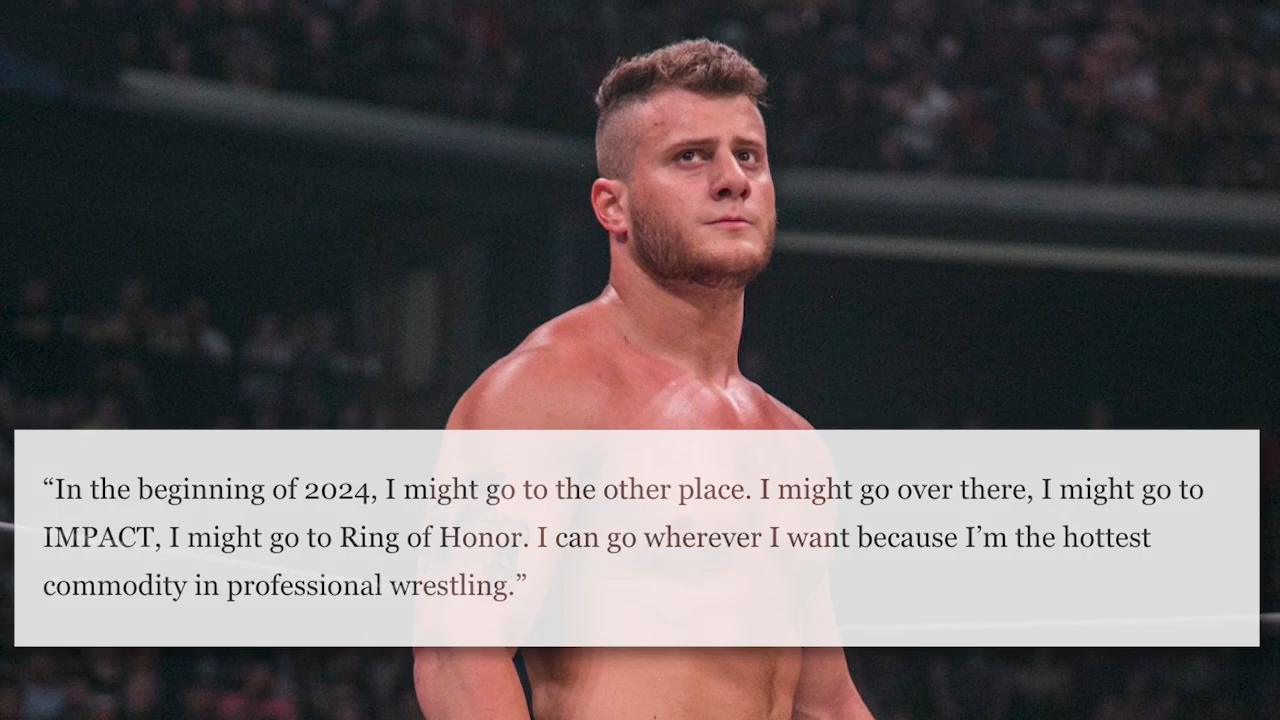 “In the beginning of 2024, I might go to the other place. I might go over there, I might go to
IMPACT, I might go to Ring of Honor. I can go wherever I want because I’m the hottest
commodity in professional wrestling.”